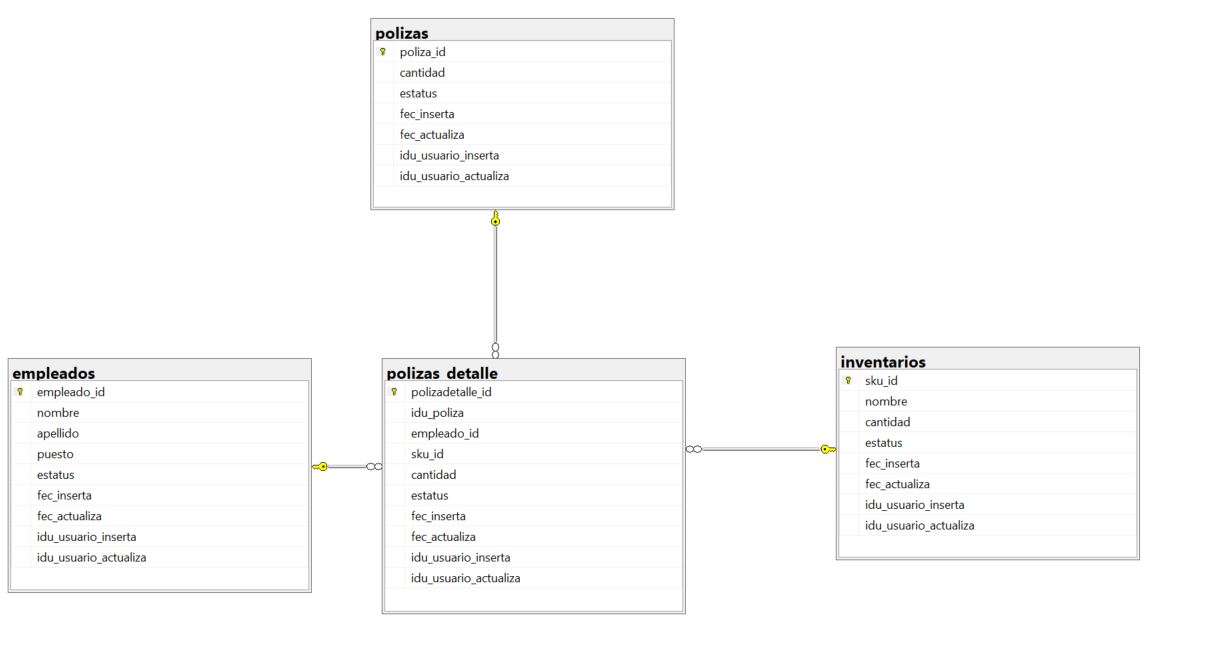 polizas
poliza_id
cantidad
estatus
fec_inserta
fec_actualiza
idu_usuario_inserta
idu_usuario_actualiza
empleados
empleado_id
nombre
apellido
puesto
estatus
fec_inserta
fec_actualiza
idu_usuario_inserta
idu_usuario_actualiza
polizas_detalle
polizadetalle_id
idu_poliza
empleado_id
sku_id
cantidad
estatus
fec_inserta
fec_actualiza
idu_usuario_inserta
idu_usuario_actualiza
inventarios
sku_id
nombre
cantidad
estatus
fec_inserta
fec_actualiza
idu_usuario_inserta
idu_usuario_actualiza